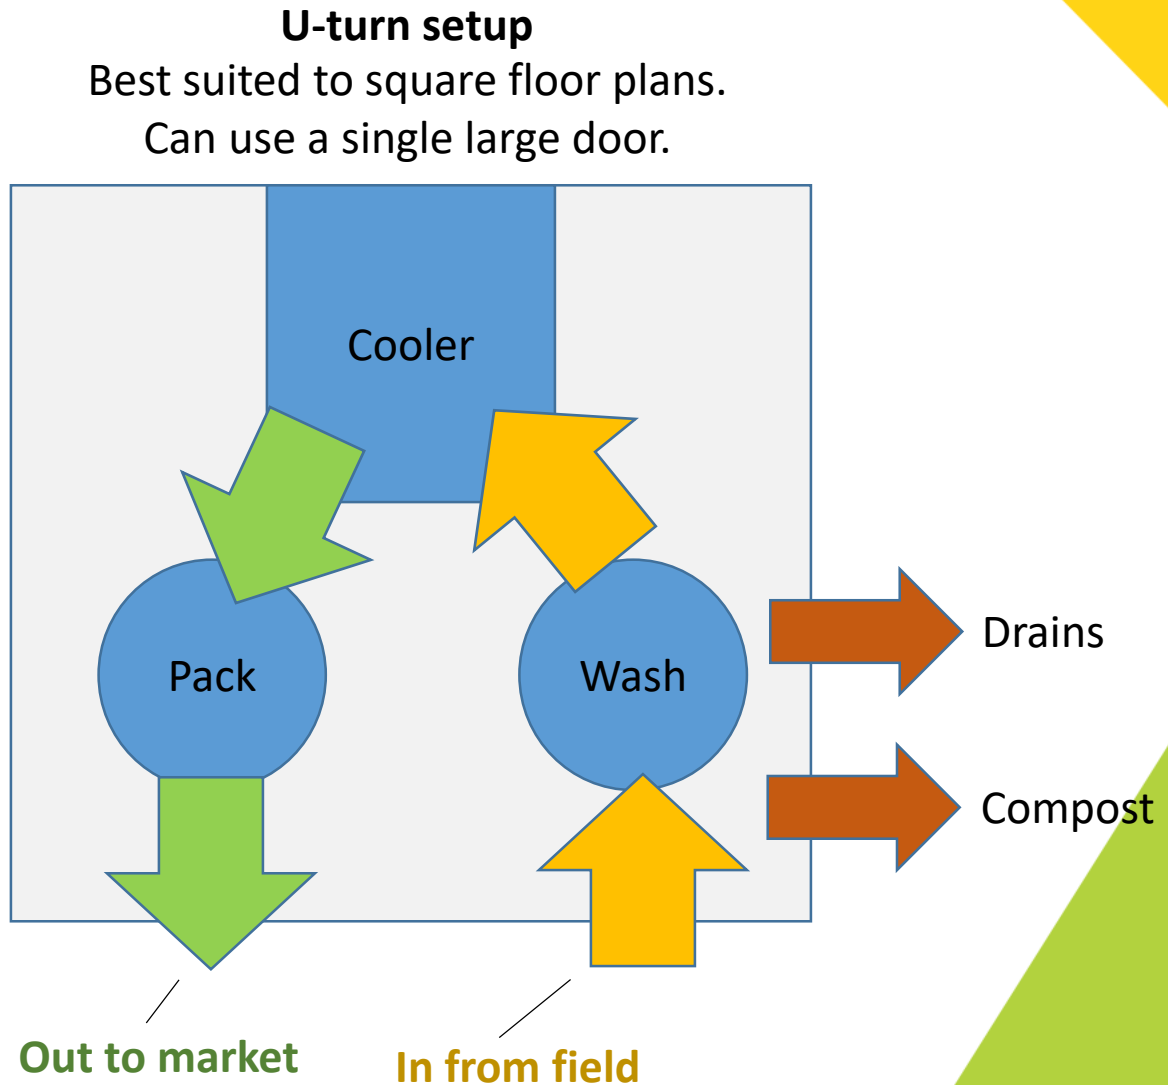 U-turn setup
Best suited to square floor plans.
Can use a single large door.
Cooler
Pack
Wash
Drains
Compost
Out to market
In from field